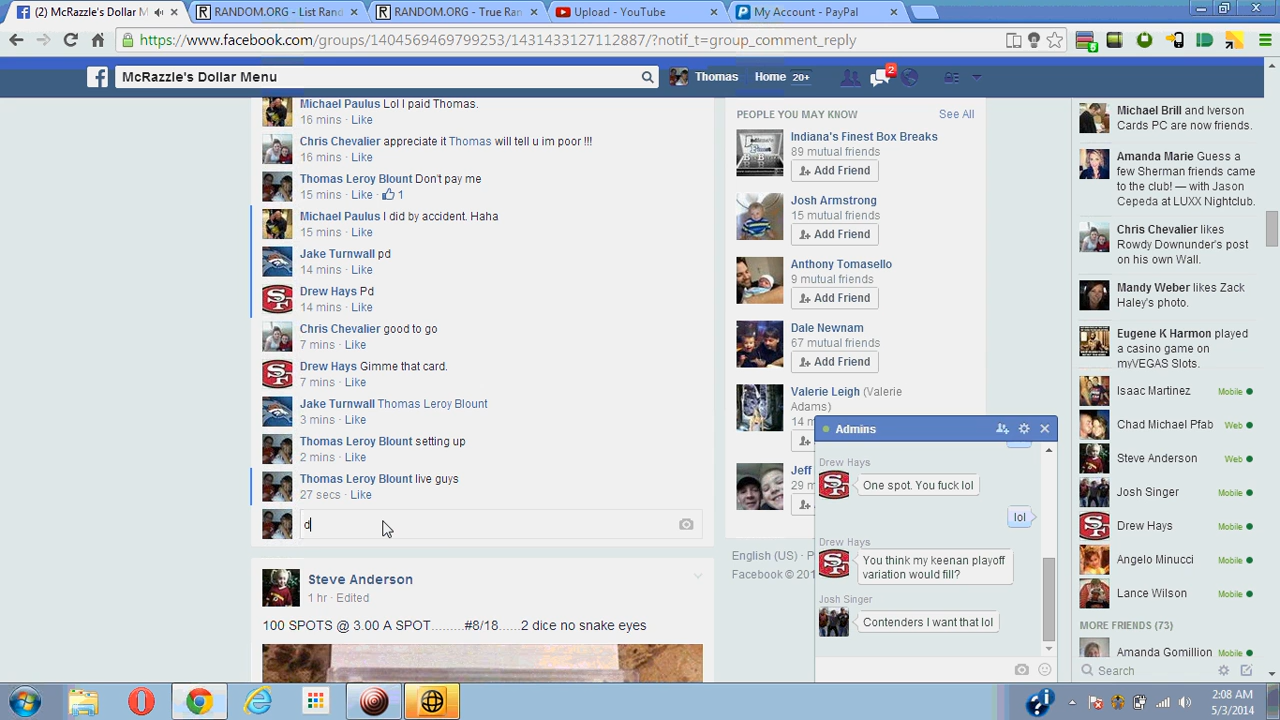 (2) McRazzle's Dollar M
RANDOM.ORG - List Ran
RANDOM.ORG - True Ra
Upload - YouTube
My Account - PayPal
https://www.facebook.com/groups/1404569469799253/1431433127112887/?notif_t=group_comment_reply
McRazzle's Dollar Menu
Thomas
Home 20+
2
Michael Paulus Lol I paid Thomas.
16 mins · Like
Chris Chevalier appreciate it Thomas will tell u im poor !!!
16 mins · Like
Thomas Leroy Blount Don't pay me
15 mins · Like · 1
Michael Paulus I did by accident. Haha
15 mins · Like
Jake Turnwall pd
14 mins · Like
Drew Hays Pd
14 mins · Like
Chris Chevalier good to go
7 mins · Like
Drew Hays Gimme that card.
7 mins · Like
Jake Turnwall Thomas Leroy Blount
3 mins · Like
Thomas Leroy Blount setting up
2 mins · Like
Thomas Leroy Blount live guys
27 secs · Like
d
Steve Anderson
1 hr · Edited
100 SPOTS @ 3.00 A SPOT.........#8/18......2 dice no snake eyes
PEOPLE YOU MAY KNOW
See All
Indiana's Finest Box Breaks
89 mutual friends
Add Friend
Josh Armstrong
15 mutual friends
Add Friend
Anthony Tomasello
9 mutual friends
Add Friend
Dale Newnam
67 mutual friends
Add Friend
Valerie Leigh (Valerie
Adams)
14 m
Jeff
29 m
English (US) · P
Facebook © 201
Admins
Drew Hays
One spot. You fuck lol
lol
Drew Hays
You think my keenan playoff
variation would fill?
Josh Singer
Contenders I want that lol
Michael Brill and Iverson
Cards PC are now friends.
Amanda Marie Guess a
few Sherman friends came
to the club! — with Jason
Cepeda at LUXX Nightclub.
Chris Chevalier likes
Rowdy Downunder's post
on his own Wall.
Mandy Weber likes Zack
Haley's photo.
Eugene K Harmon played
a casino game on
myVEGAS Slots.
Isaac Martinez Mobile
Chad Michael Pfab Web
Steve Anderson Web
Josh Singer Mobile
Drew Hays Mobile
Angelo Minucci Mobile
Lance Wilson Mobile
MORE FRIENDS (73)
Amanda Gomillion Mobile
Search
2:08 AM
5/3/2014